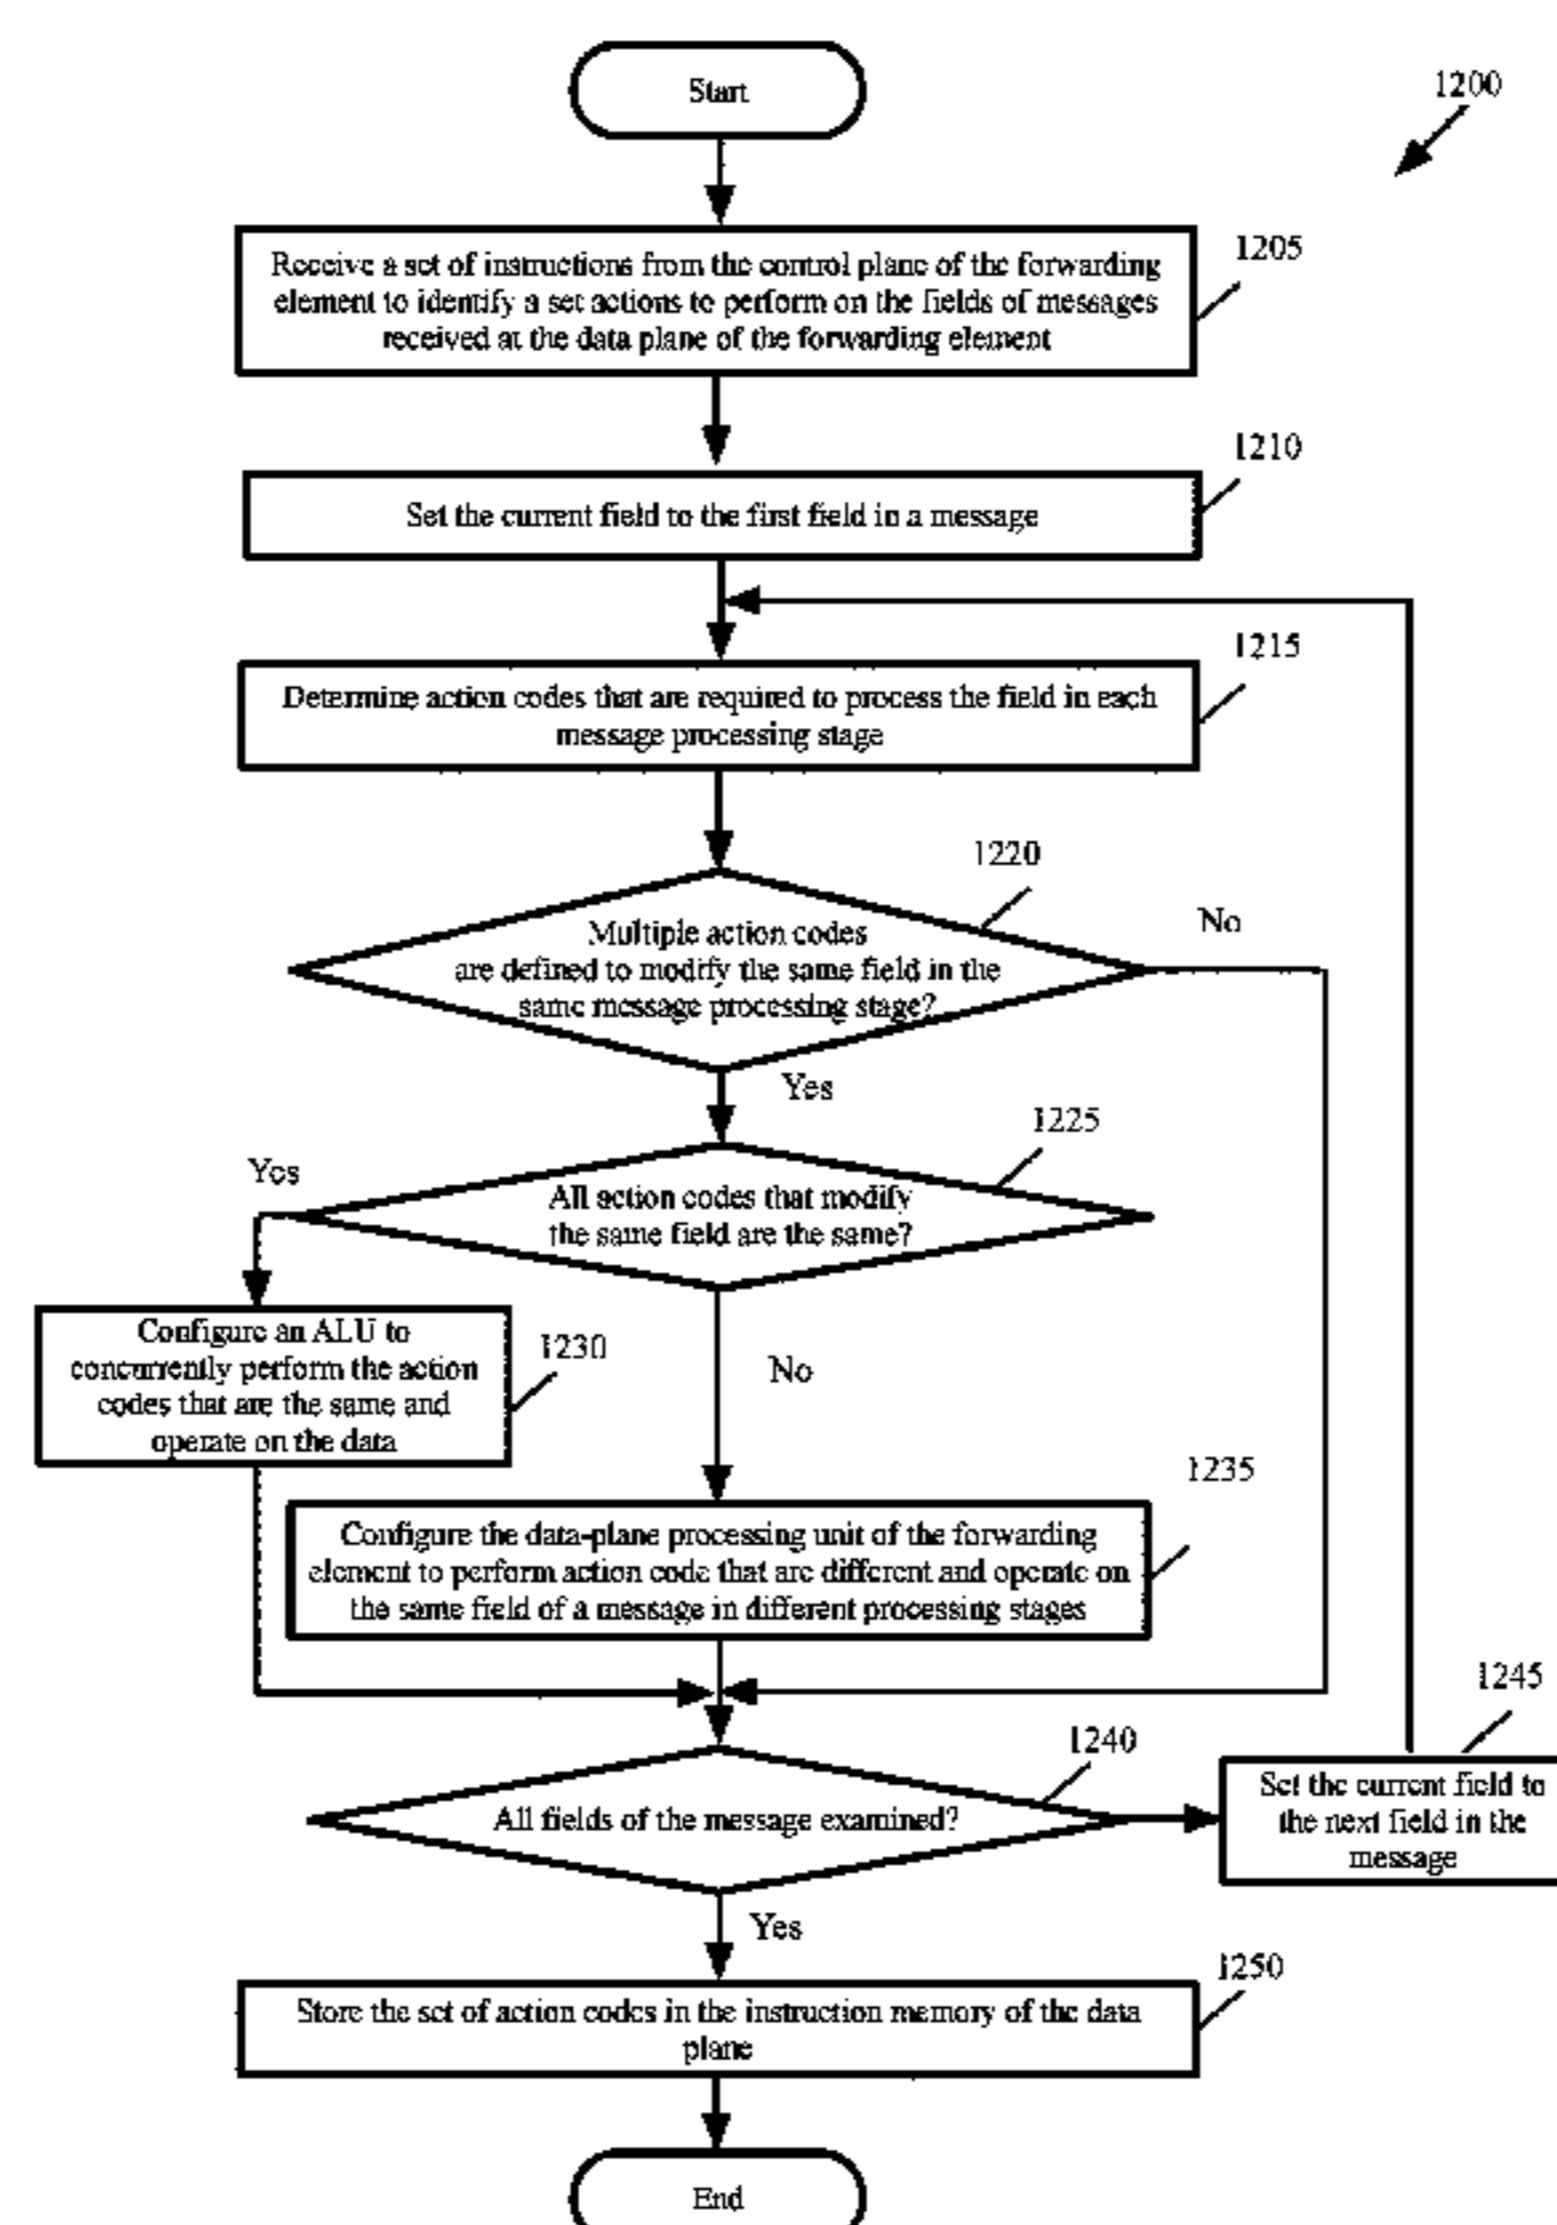 Start
1200
Receive a set of instructions from the control plane of the forwarding
element to identify a set actions to perform on the fields of messages
received at the data plane of the forwarding element
1205
1210
Set the current field to the first field in a message
1215
Determine action codes that are required to process the field in each
message processing stage
1220
No
Multiple action codes
are defined to modify the same field in the
same message processing stage?
Yes
1225
Yes
All action codes that modify
the same field are the same?
Configure an ALU to
concurrently perform the action
codes that are the same and
operate on the data
1230
No
1235
Configure the data-plane processing unit of the forwarding
element to perform action code that are different and operate on
the same field of a message in different processing stages
1245
1240
All fields of the message examined?
Set the current field to
the next field in the
message
Yes
1250
Store the set of action codes in the instruction memory of the data
plane
End